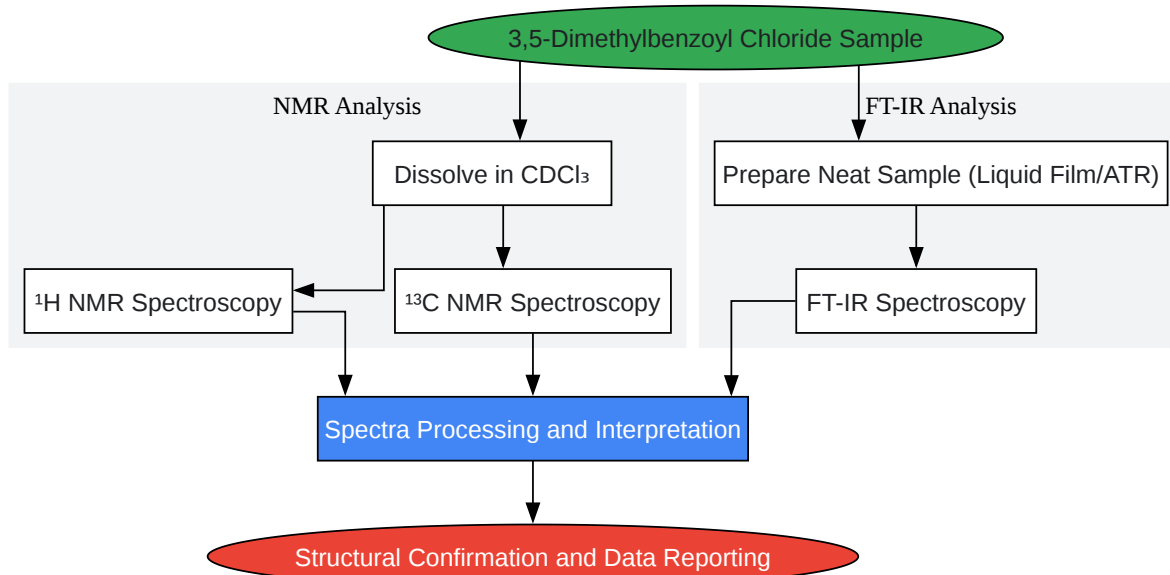 3,5-Dimethylbenzoyl Chloride Sample
NMR Analysis
FT-IR Analysis
Dissolve in CDCl₃
Prepare Neat Sample (Liquid Film/ATR)
¹H NMR Spectroscopy
¹³C NMR Spectroscopy
FT-IR Spectroscopy
Spectra Processing and Interpretation
Structural Confirmation and Data Reporting